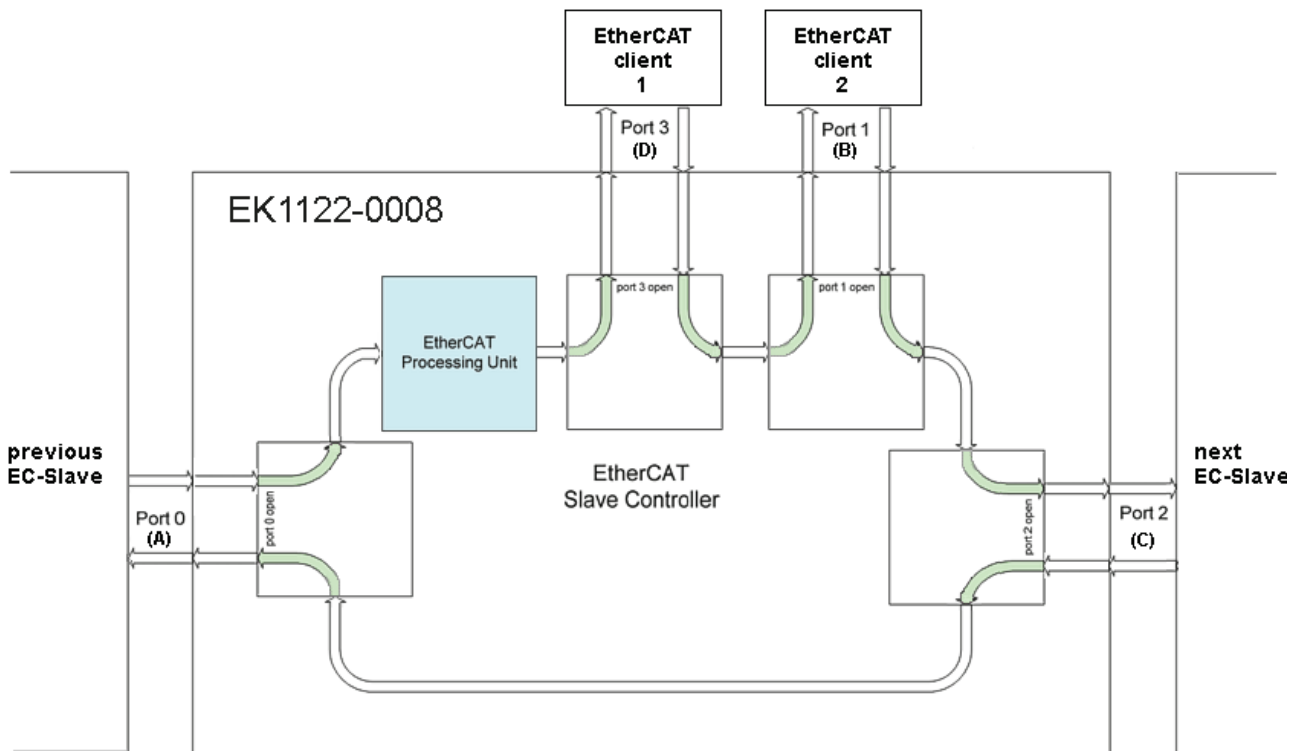 EtherCAT
client
1
EtherCAT
client
2
Port 3
(D)
Port 1
(B)
EK1122-0008
port 3 open
port 1 open
EtherCAT
Processing Unit
previous
EC-Slave
Port 0
(A)
port 0 open
EtherCAT
Slave Controller
port 2 open
Port 2
(C)
next
EC-Slave